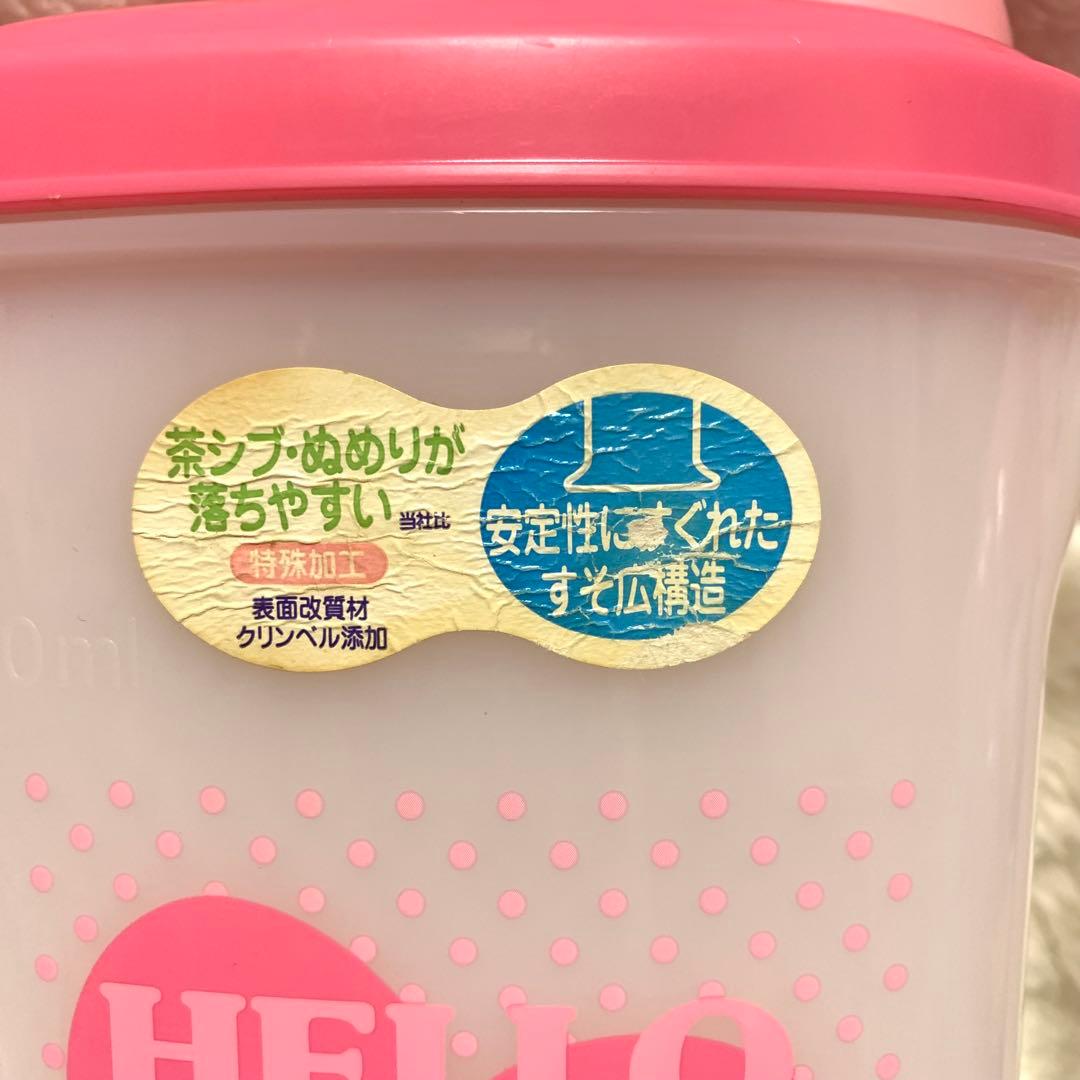 茶シブ・ぬめりが
落ちやすい 当社比
特殊加工
表面改質材
クリンベル添加
安定性にすぐれた
すそ広構造
0ml
HELLO